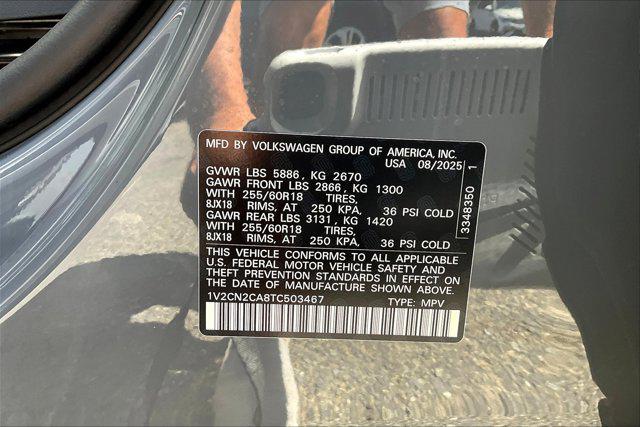 MFD BY VOLKSWAGEN GROUP OF AMERICA, INC.
USA 08/2025
GVWR LBS 5886, KG 2670
GAWR FRONT LBS 2866, KG 1300
WITH 255/60R18 TIRES,
8JX18 RIMS, AT 250 KPA, 36 PSI COLD
GAWR REAR LBS 3131, KG 1420
WITH 255/60R18 TIRES,
8JX18 RIMS, AT 250 KPA, 36 PSI COLD
THIS VEHICLE CONFORMS TO ALL APPLICABLE
U.S. FEDERAL MOTOR VEHICLE SAFETY AND
THEFT PREVENTION STANDARDS IN EFFECT ON
THE DATE OF MANUFACTURE SHOWN ABOVE.
1V2CN2CA8TC503467 TYPE: MPV
3348350 1